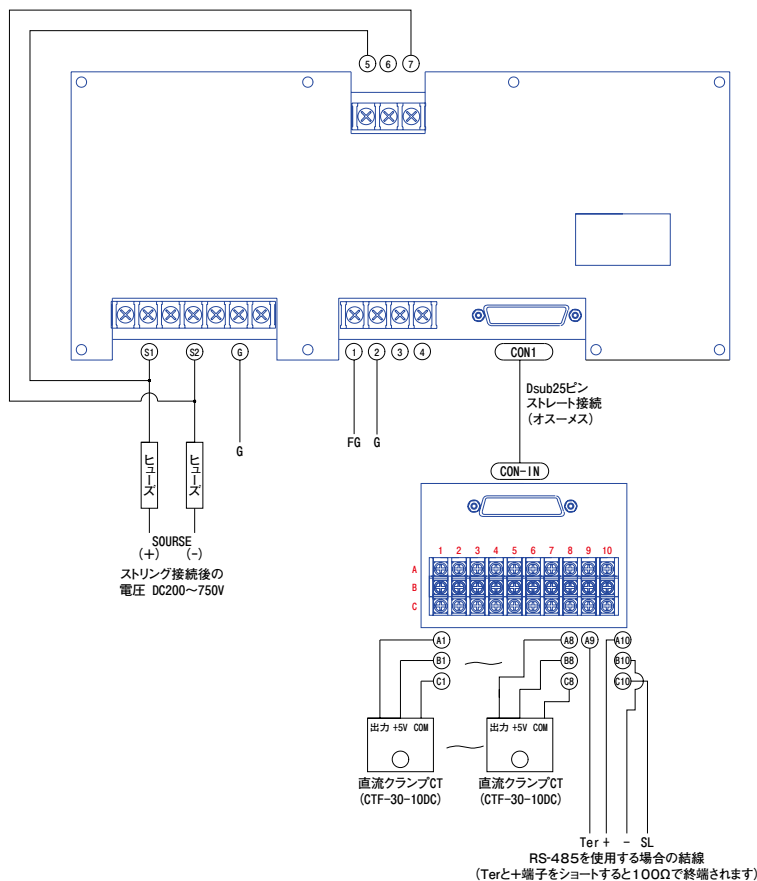 5 6 7
S1 S2 G 1 2 3 4 CON1
Dsub25ピン
ストレート接続
(オスーメス)
G FG G
ヒューズ ヒューズ
CON-IN
SOURSE
(+) (-)
ストリング接続後の
電圧 DC200～750V
1 2 3 4 5 6 7 8 9 10
A
B
C
A1 A8 A9 A10
B1 B8 B10
C1 C8 C10
出力 +5V COM 出力 +5V COM
直流クランプCT 直流クランプCT
(CTF-30-10DC) (CTF-30-10DC)
Ter + - SL
RS-485を使用する場合の結線
(Terと+端子をショートすると100Ωで終端されます)